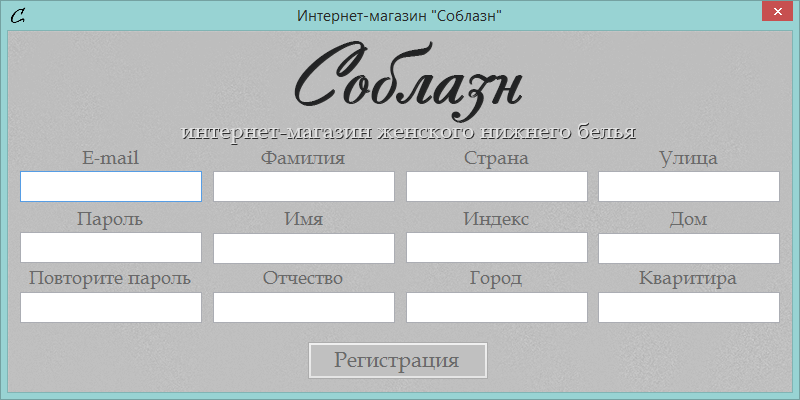 Интернет-магазин "Соблазн"
Соблазн
интернет-магазин женского нижнего белья
E-mail Фамилия Страна Улица
Пароль Имя Индекс Дом
Повторите пароль Отчество Город Кваритира
Регистрация